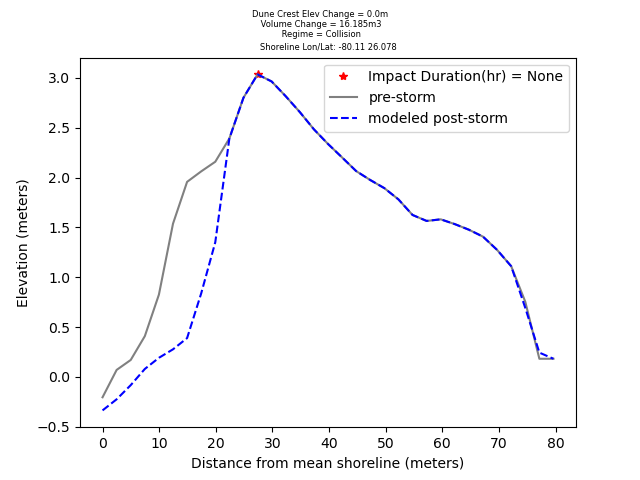 Dune Crest Elev Change = 0.0m
Volume Change = 16.185m3
Regime = Collision
Shoreline Lon/Lat: -80.11 26.078
Impact Duration(hr) = None
pre-storm
modeled post-storm
Elevation (meters)
3.0
2.5
2.0
1.5
1.0
0.5
0.0
−0.5
0 10 20 30 40 50 60 70 80
Distance from mean shoreline (meters)